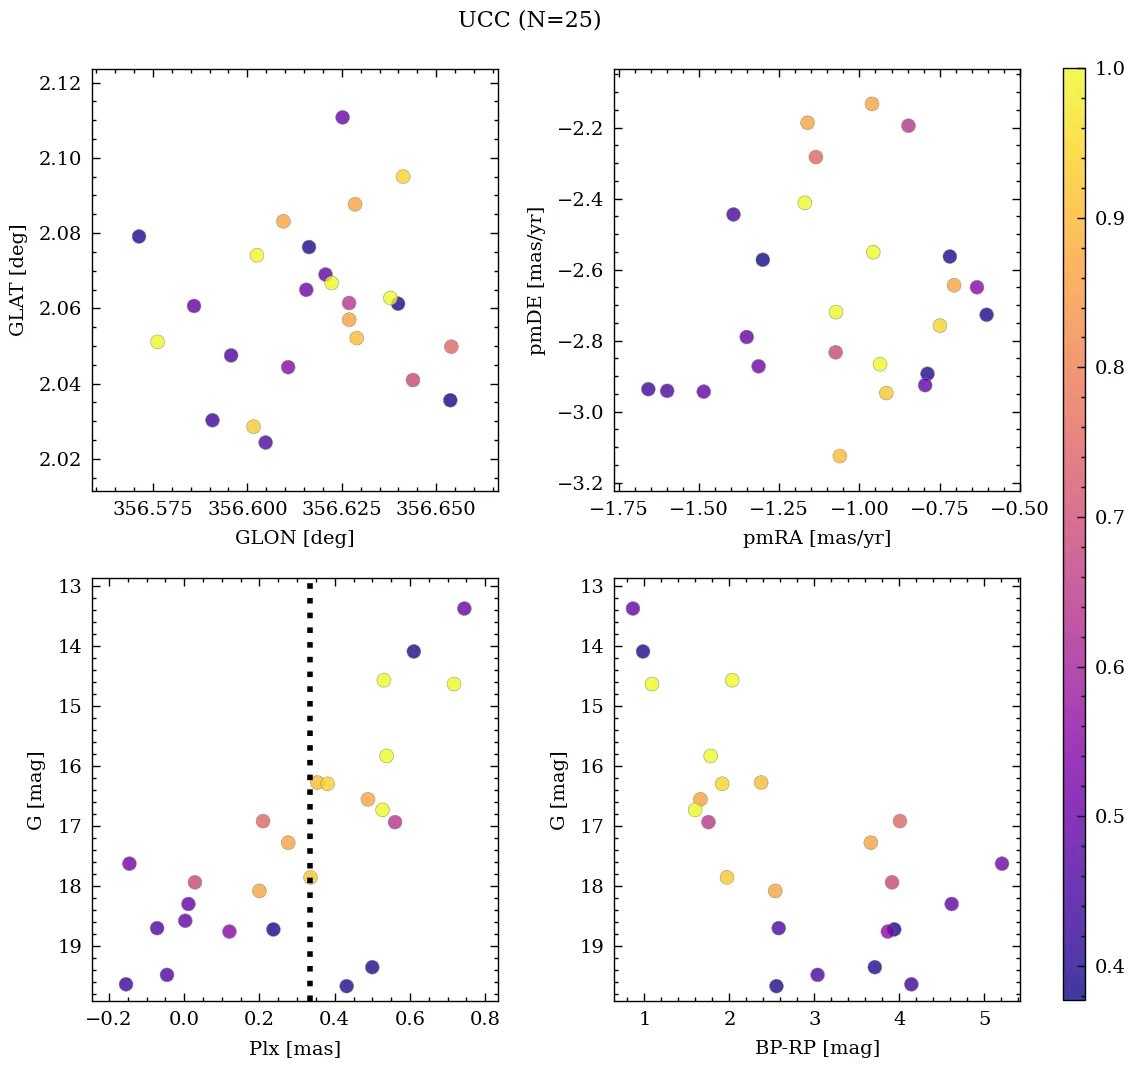 UCC (N=25)
2.12
2.10
2.08
2.06
2.04
2.02
GLAT [deg]
356.575 356.600 356.625 356.650
GLON [deg]
−2.2
−2.4
−2.6
−2.8
−3.0
−3.2
pmDE [mas/yr]
−1.75 −1.50 −1.25 −1.00 −0.75 −0.50
pmRA [mas/yr]
13
14
15
16
17
18
19
G [mag]
−0.2 0.0 0.2 0.4 0.6 0.8
Plx [mas]
13
14
15
16
17
18
19
G [mag]
1 2 3 4 5
BP-RP [mag]
1.0
0.9
0.8
0.7
0.6
0.5
0.4